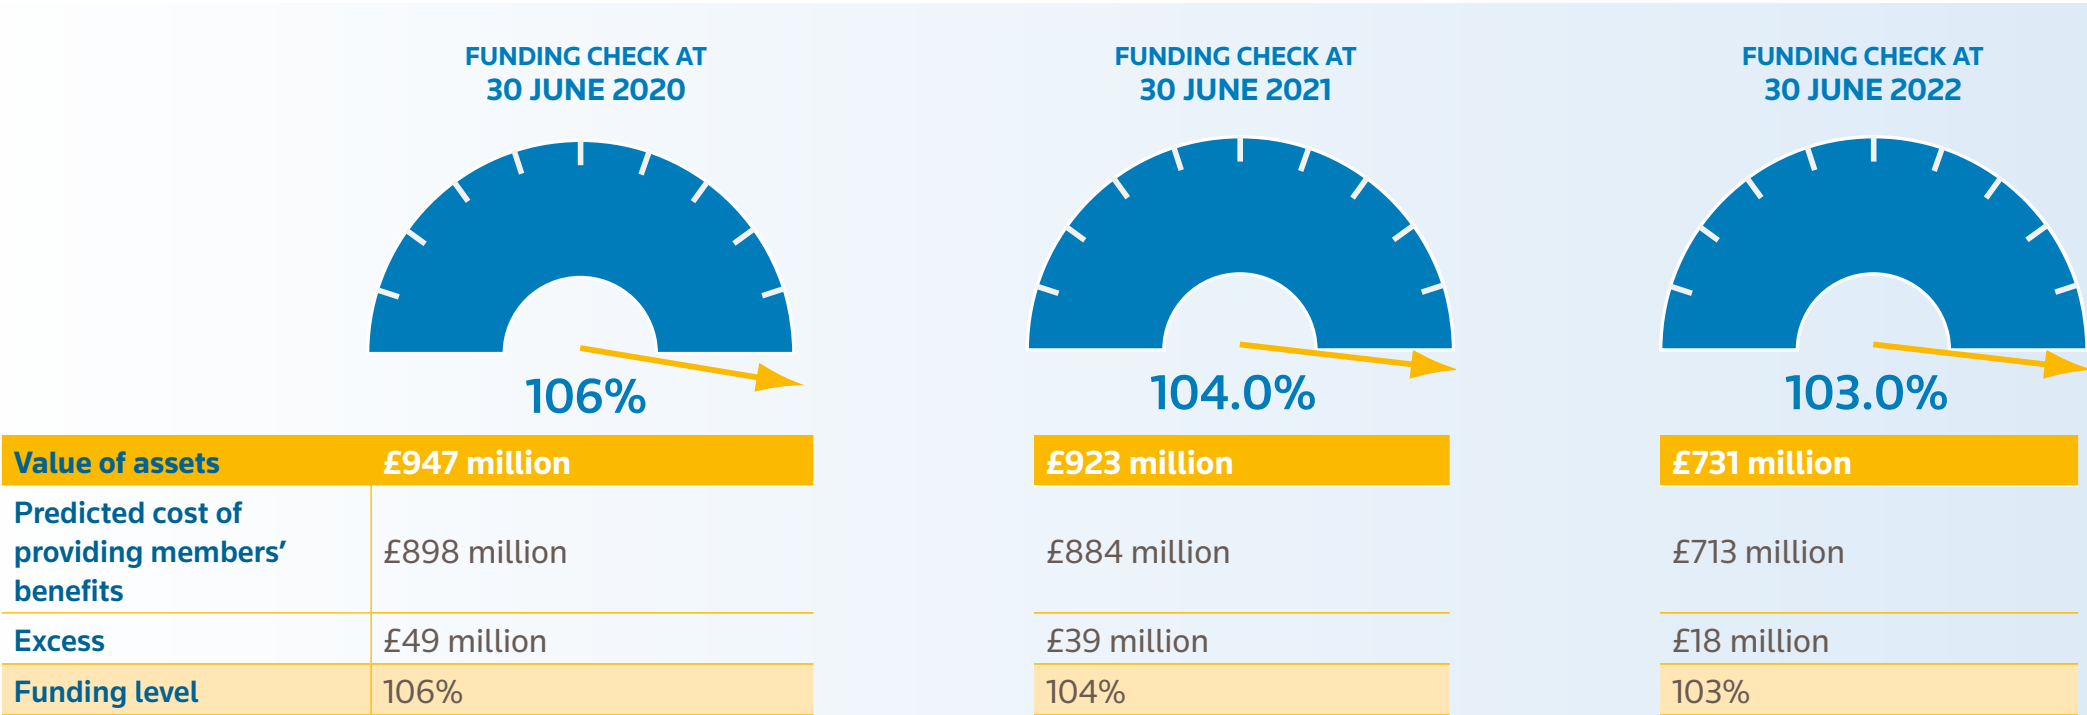 FUNDING CHECK AT
30 JUNE 2020
FUNDING CHECK AT
30 JUNE 2021
FUNDING CHECK AT
30 JUNE 2022
106%
104.0%
103.0%
Value of assets £947 million £923 million £731 million
Predicted cost of
providing members’ £898 million £884 million £713 million
benefits
Excess £49 million £39 million £18 million
Funding level 106% 104% 103%